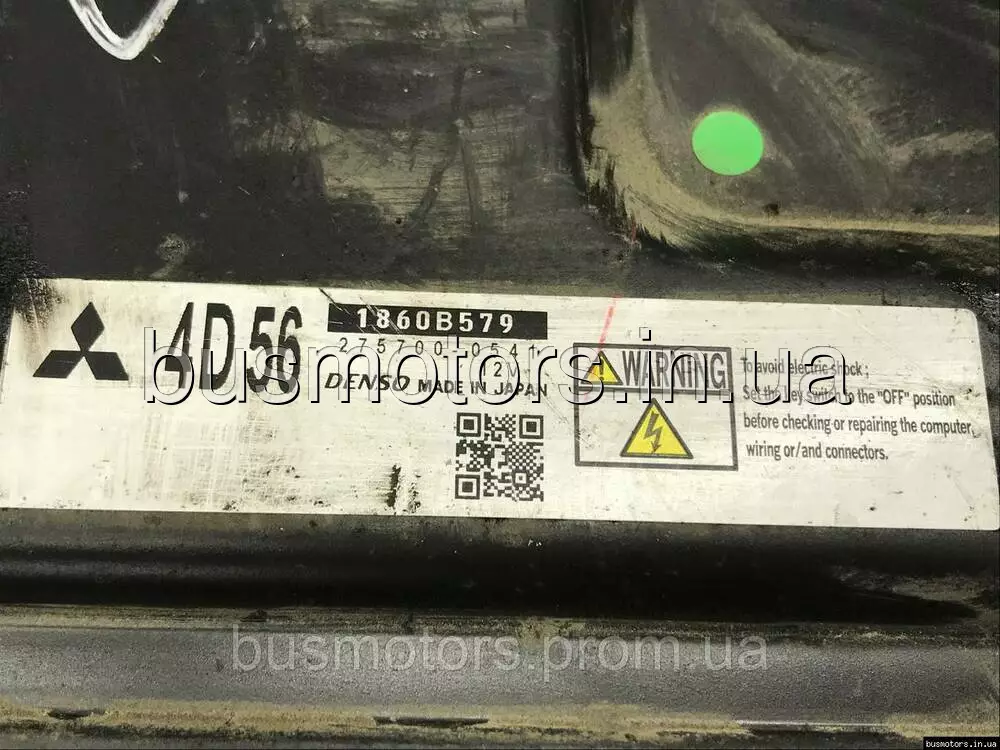 4D56
1860B579
12V
DENSO MADE IN JAPAN
WARNING
To avoid electric shock ;
Set the key switch to the "OFF" position
before checking or repairing the computer,
wiring or/and connectors.
busmotors.in.ua
busmotors.prom.ua
busmotors.in.ua